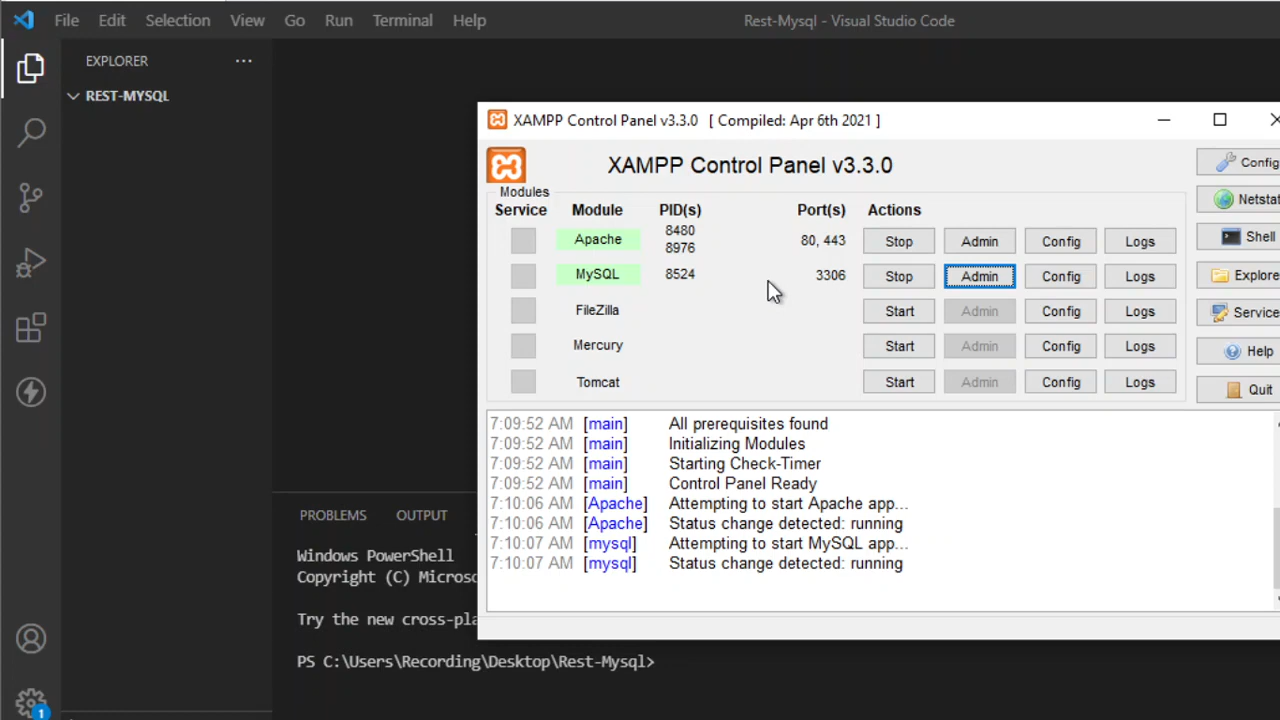 File Edit Selection View Go Run Terminal Help Rest-Mysql - Visual Studio Code
EXPLORER ...
REST-MYSQL
XAMPP Control Panel v3.3.0 [ Compiled: Apr 6th 2021 ]
XAMPP Control Panel v3.3.0
Config
Modules
Service Module PID(s) Port(s) Actions
Netstat
Apache 8480 8976 80, 443 Stop Admin Config Logs
Shell
MySQL 8524 3306 Stop Admin Config Logs
Explore
FileZilla Start Admin Config Logs
Service
Mercury Start Admin Config Logs
Help
Tomcat Start Admin Config Logs
Quit
7:09:52 AM [main] All prerequisites found
7:09:52 AM [main] Initializing Modules
7:09:52 AM [main] Starting Check-Timer
7:09:52 AM [main] Control Panel Ready
7:10:06 AM [Apache] Attempting to start Apache app...
7:10:06 AM [Apache] Status change detected: running
7:10:07 AM [mysql] Attempting to start MySQL app...
7:10:07 AM [mysql] Status change detected: running
PROBLEMS OUTPUT
Windows PowerShell
Copyright (C) Micros
Try the new cross-pla
PS C:\Users\Recording\Desktop\Rest-Mysql>
1